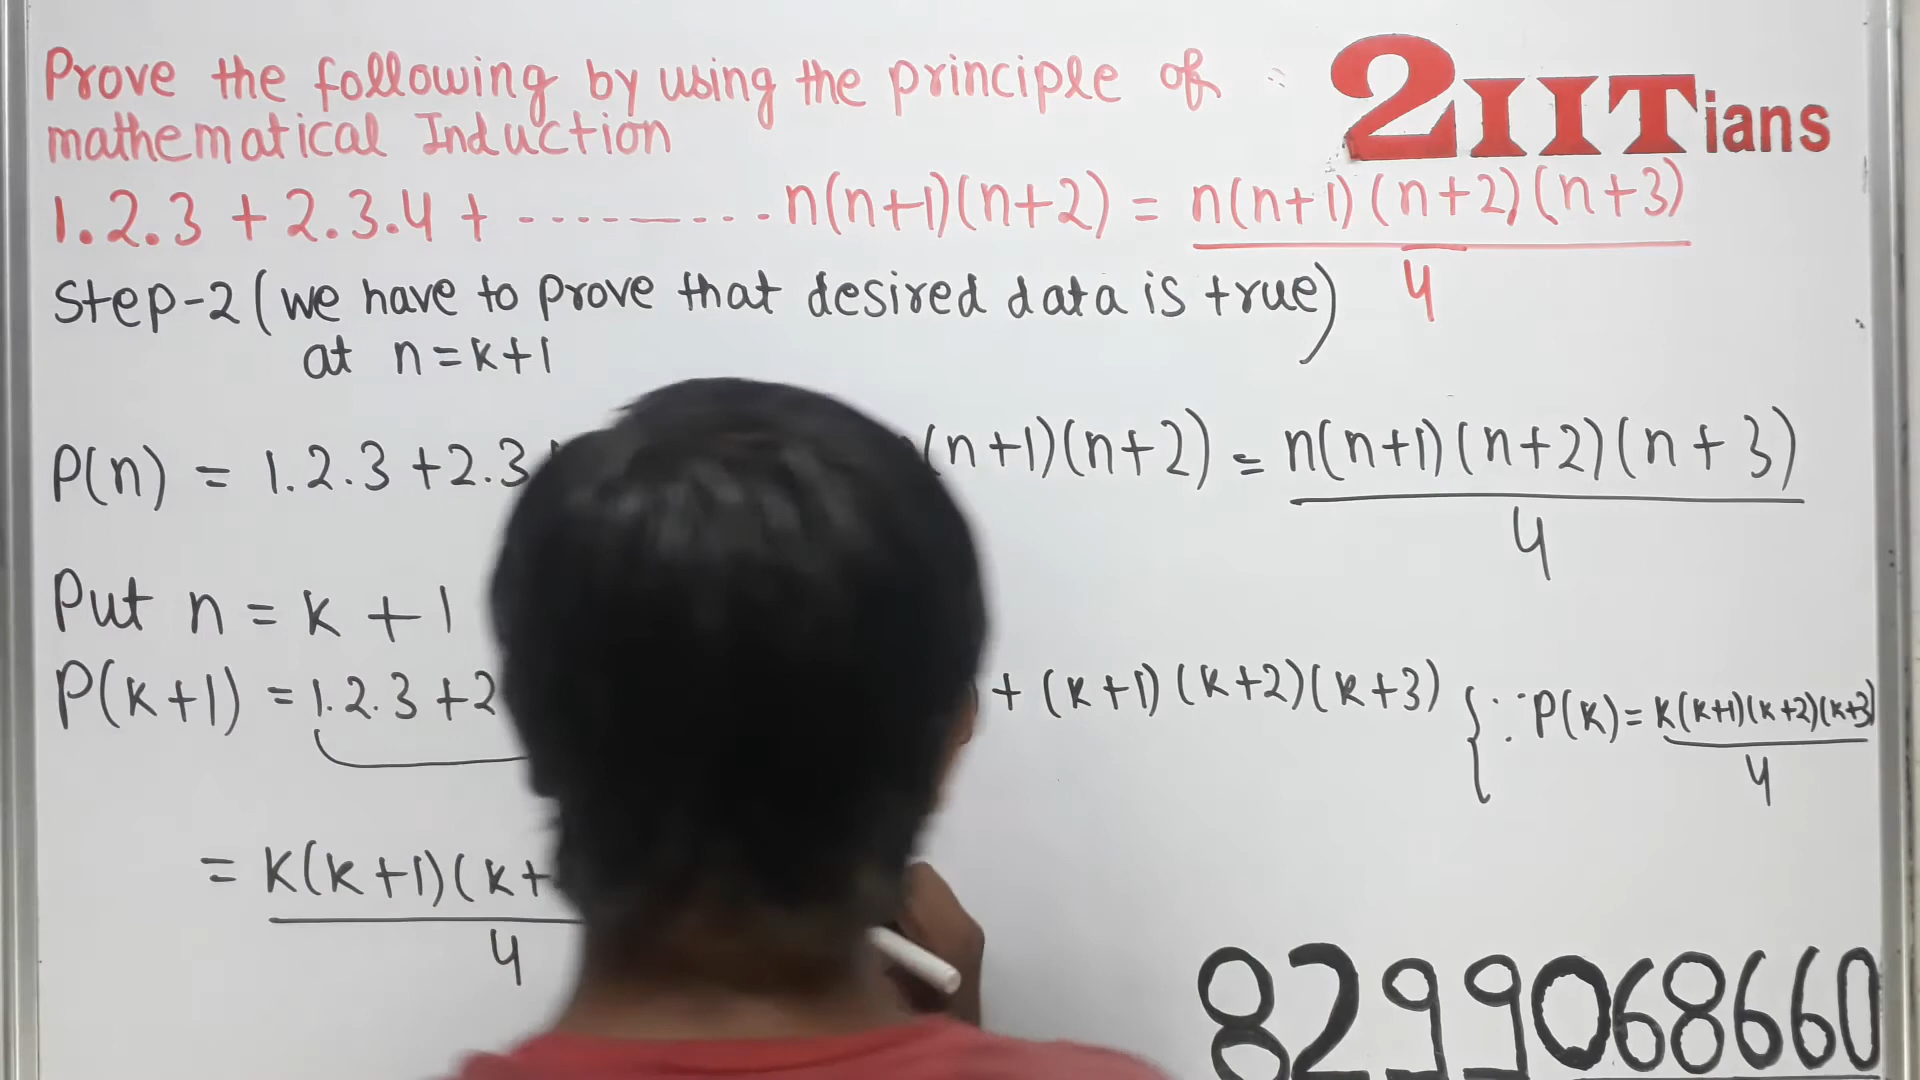 Prove the following by using the principle of
mathematical Induction
2IITians
1.2.3 + 2.3.4 + ---------. n(n+1)(n+2) = n(n+1)(n+2)(n+3)
4
Step-2 (we have to prove that desired data is true)
at n=k+1
P(n) = 1.2.3 +2.3 (n+1)(n+2) = n(n+1)(n+2)(n+3)
4
Put n = k + 1
P(k+1) = 1.2.3 +2 + (k+1)(k+2)(k+3) { ∵ P(k) = k(k+1)(k+2)(k+3)
4
= k(k+1)(k+
4
8299068660